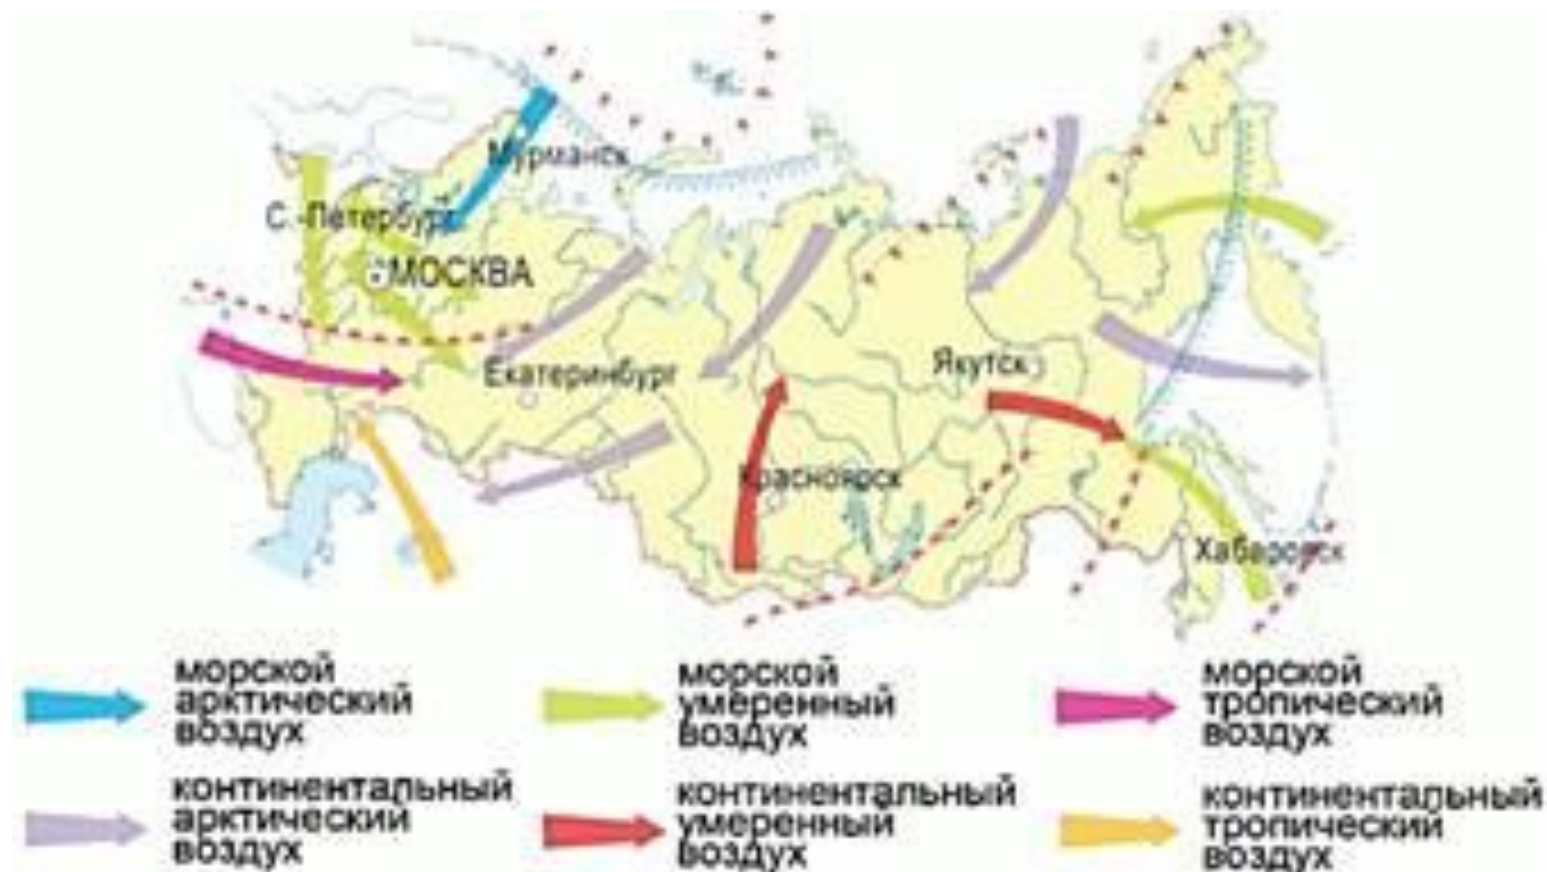 Мурманск
С.-Петербург
МОСКВА
Екатеринбург
Якутск
Красноярск
Хабаровск
морской
арктический
воздух
морской
умеренный
воздух
морской
тропический
воздух
континентальный
арктический
воздух
континентальный
умеренный
воздух
континентальный
тропический
воздух